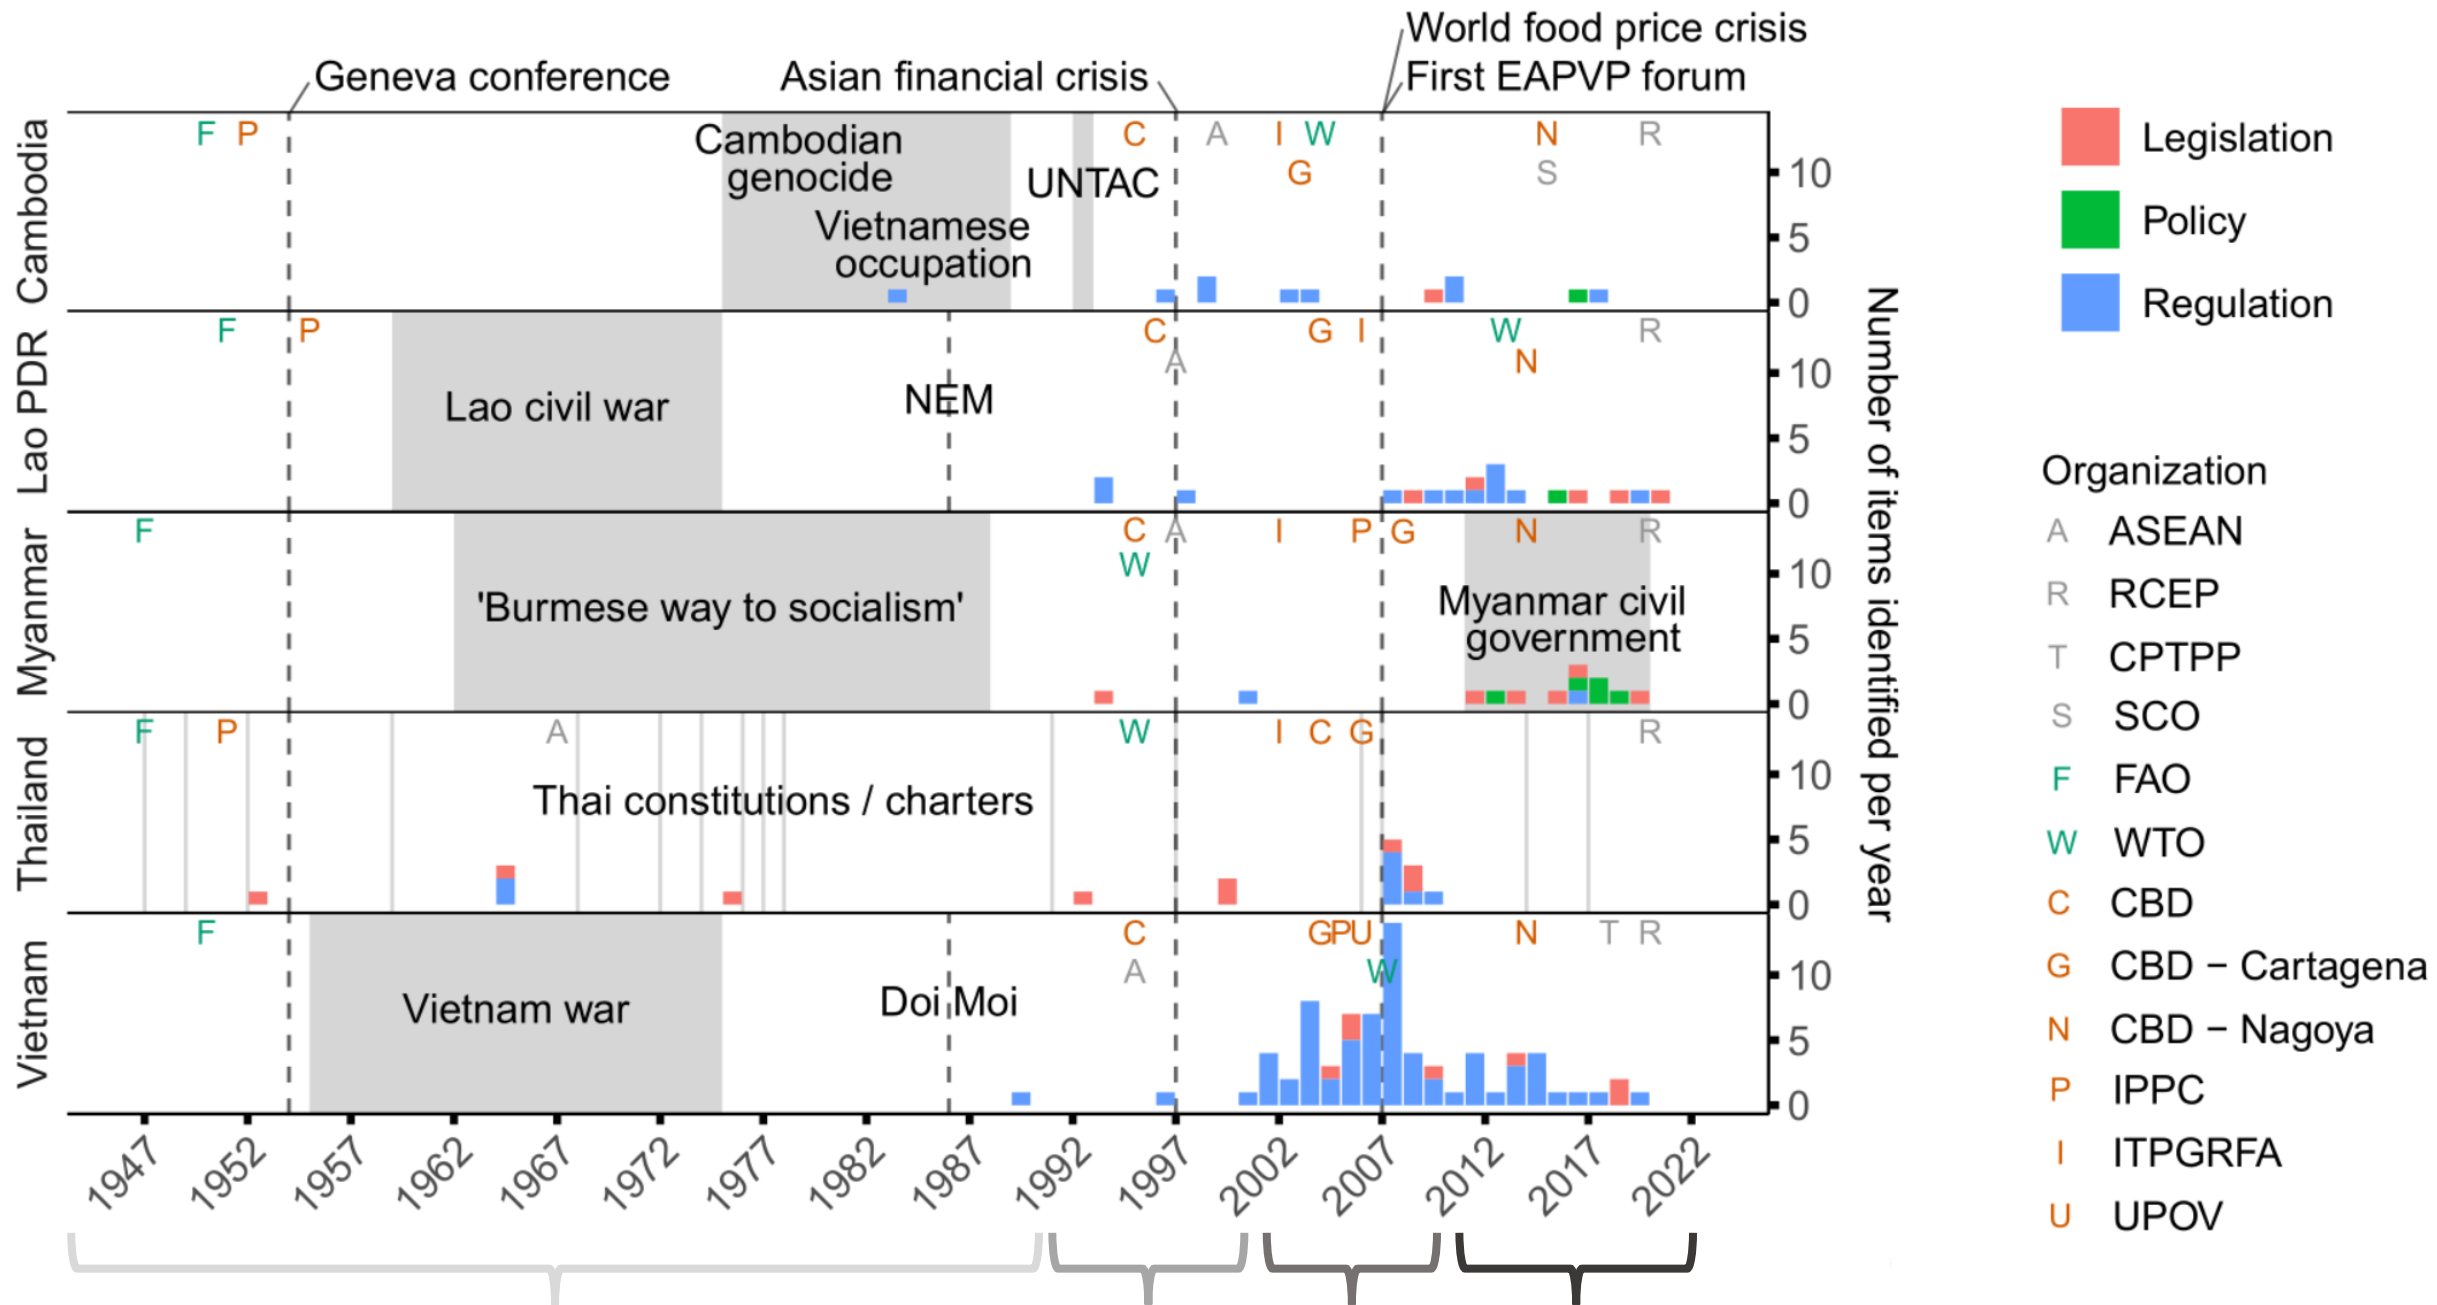 World food price crisis
Geneva conference
Asian financial crisis
First EAPVP forum
Cambodia
F P C A I W N R
G S
Cambodian
genocide
UNTAC
Vietnamese
occupation
10
5
0
Lao PDR
F P C G I W R
A N
NEM
Lao civil war
10
5
0
Myanmar
F C A I P G N R
W
'Burmese way to socialism'
Myanmar civil
government
10
5
0
Thailand
F P A W I C G R
Thai constitutions / charters
10
5
0
Vietnam
F C G P U N T R
A W
Vietnam war
Doi Moi
10
5
0
1947 1952 1957 1962 1967 1972 1977 1982 1987 1992 1997 2002 2007 2012 2017 2022
Number of items identified per year
Legislation
Policy
Regulation
Organization
A ASEAN
R RCEP
T CPTPP
S SCO
F FAO
W WTO
C CBD
G CBD − Cartagena
N CBD − Nagoya
P IPPC
I ITPGRFA
U UPOV